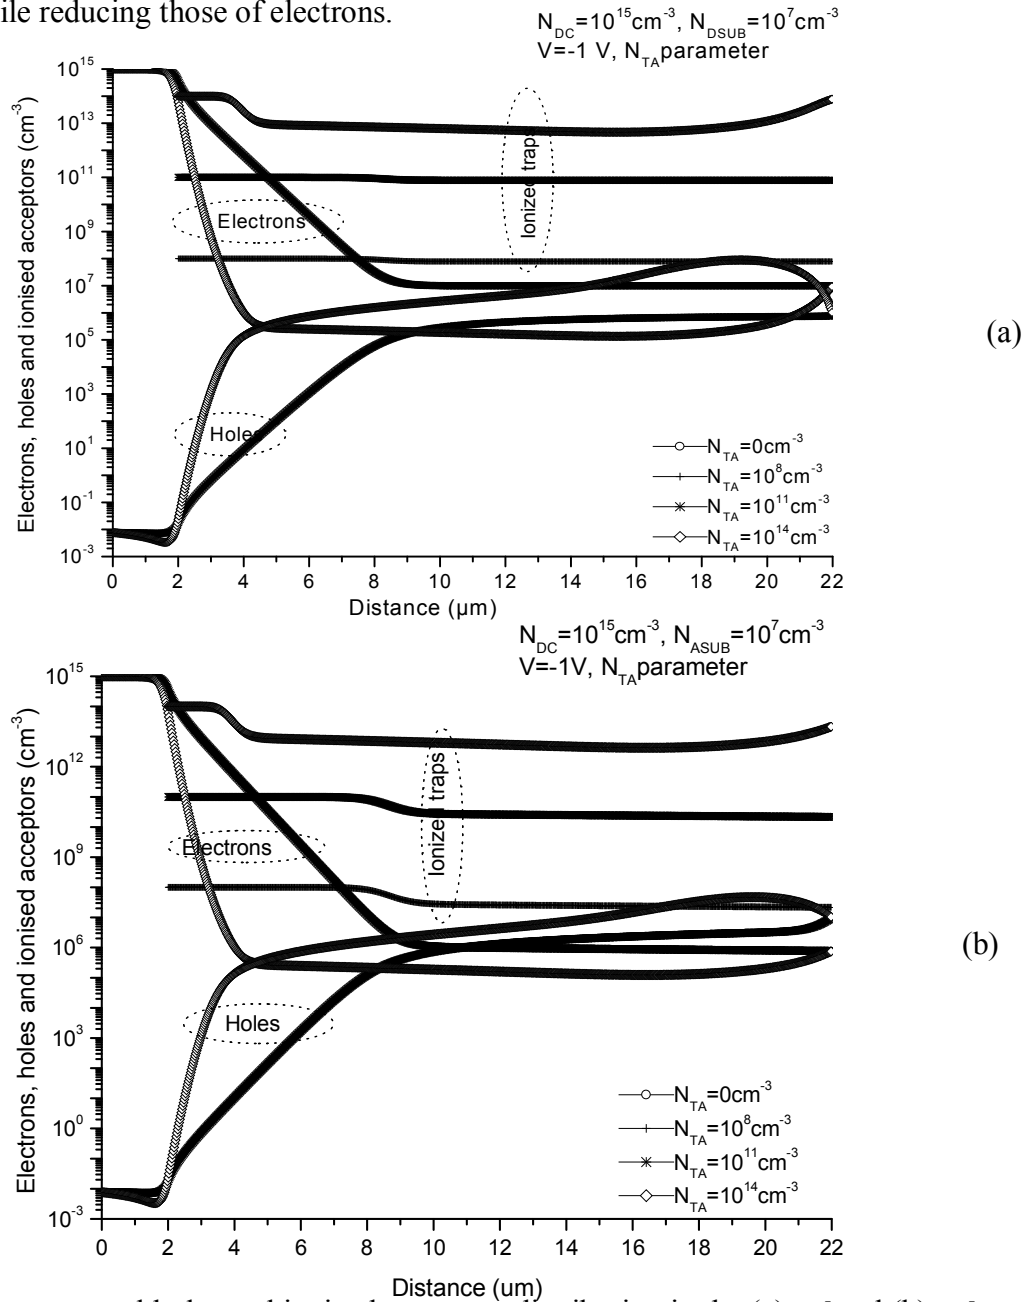 ile reducing those of electrons.
N_DC=10^15cm^-3, N_DSUB=10^7cm^-3
V=-1 V, N_TA parameter
Electrons, holes and ionised acceptors (cm^-3)
10^15
10^13
10^11
10^9
10^7
10^5
10^3
10^1
10^-1
10^-3
Ionized traps
Electrons
Holes
N_TA=0cm^-3
N_TA=10^8cm^-3
N_TA=10^11cm^-3
N_TA=10^14cm^-3
0 2 4 6 8 10 12 14 16 18 20 22
Distance (µm)
(a)
N_DC=10^15cm^-3, N_ASUB=10^7cm^-3
V=-1V, N_TA parameter
Electrons, holes and ionised acceptors (cm^-3)
10^15
10^12
10^9
10^6
10^3
10^0
10^-3
Ionized traps
Electrons
Holes
N_TA=0cm^-3
N_TA=10^8cm^-3
N_TA=10^11cm^-3
N_TA=10^14cm^-3
0 2 4 6 8 10 12 14 16 18 20 22
Distance (um)
(b)